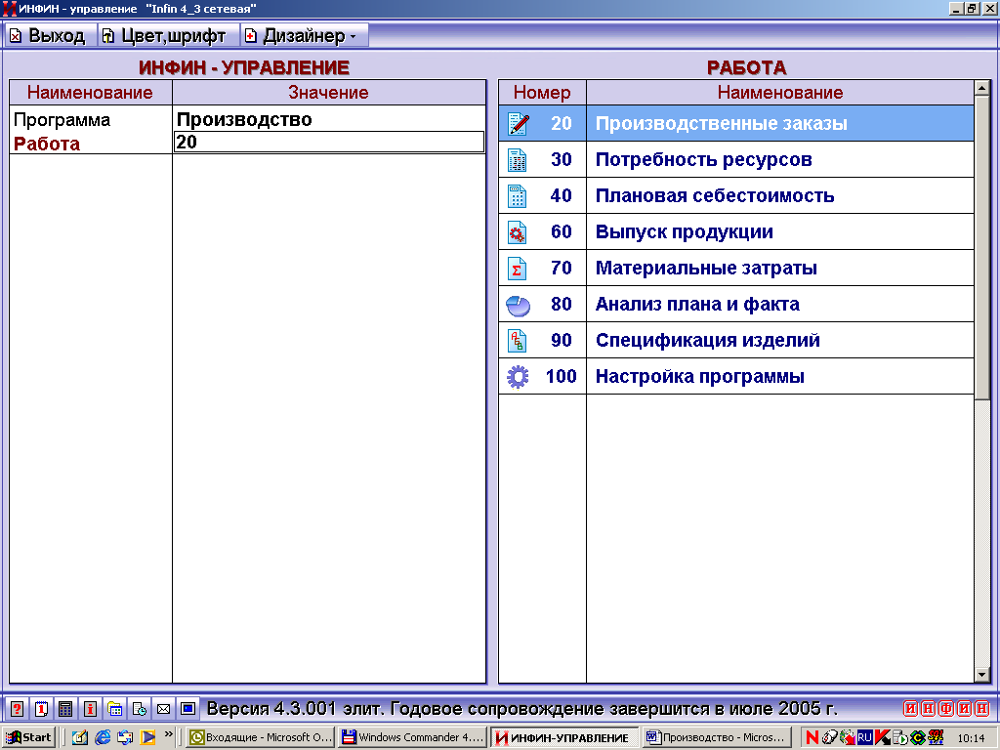 ИНФИН - управление "Infin 4_3 сетевая"
Выход Цвет,шрифт Дизайнер
ИНФИН - УПРАВЛЕНИЕ
Наименование Значение
Программа Производство
Работа 20
РАБОТА
Номер Наименование
20 Производственные заказы
30 Потребность ресурсов
40 Плановая себестоимость
60 Выпуск продукции
70 Материальные затраты
80 Анализ плана и факта
90 Спецификация изделий
100 Настройка программы
Версия 4.3.001 элит. Годовое сопровождение завершится в июле 2005 г. ИНФИН
Start » Входящие - Microsoft O... Windows Commander 4.... ИНФИН-УПРАВЛЕНИЕ Производство - Micros... RU 10:14